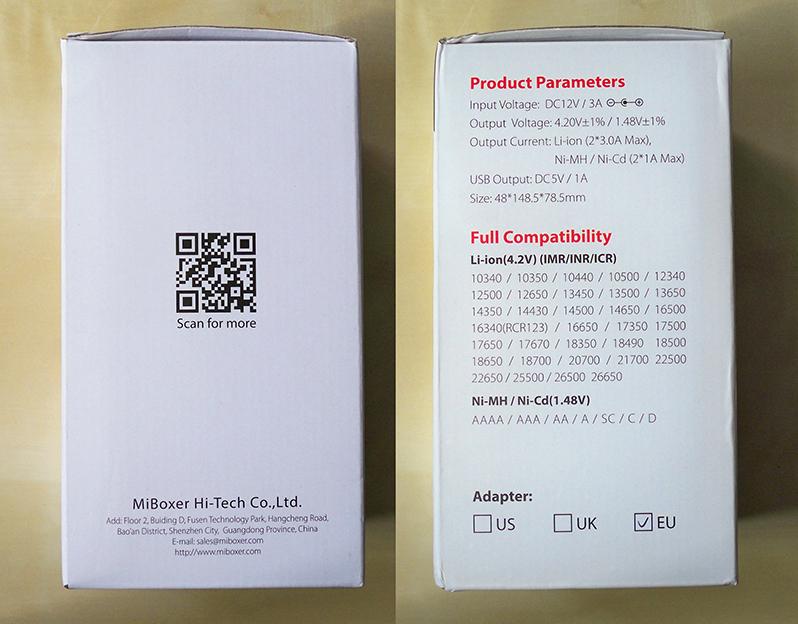 Scan for more
MiBoxer Hi-Tech Co.,Ltd.
Add: Floor 2, Buiding D, Fusen Technology Park, Hangcheng Road,
Bao'an District, Shenzhen City, Guangdong Province, China
E-mail: sales@miboxer.com
http://www.miboxer.com
Product Parameters
Input Voltage: DC12V / 3A
Output Voltage: 4.20V±1% / 1.48V±1%
Output Current: Li-ion (2*3.0A Max),
Ni-MH / Ni-Cd (2*1A Max)
USB Output: DC5V / 1A
Size: 48*148.5*78.5mm
Full Compatibility
Li-ion(4.2V) (IMR/INR/ICR)
10340 / 10350 / 10440 / 10500 / 12340
12500 / 12650 / 13450 / 13500 / 13650
14350 / 14430 / 14500 / 14650 / 16500
16340(RCR123) / 16650 / 17350 17500
17650 / 17670 / 18350 / 18490 18500
18650 / 18700 / 20700 / 21700 22500
22650 / 25500 / 26500 26650
Ni-MH / Ni-Cd(1.48V)
AAAA / AAA / AA / A / SC / C / D
Adapter:
US UK EU